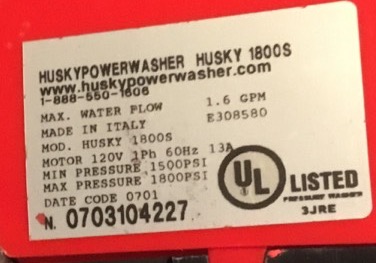 HUSKYPOWERWASHER HUSKY 1800S
www.huskypowerwasher.com
1-888-550-1606
MAX. WATER FLOW 1.6 GPM
MADE IN ITALY E308580
MOD. HUSKY 1800S
MOTOR 120V 1Ph 60Hz 13A
MIN PRESSURE 1500PSI
MAX PRESSURE 1800PSI
DATE CODE 0701
N. 0703104227
UL LISTED
PRESSURE WASHER
3JRE